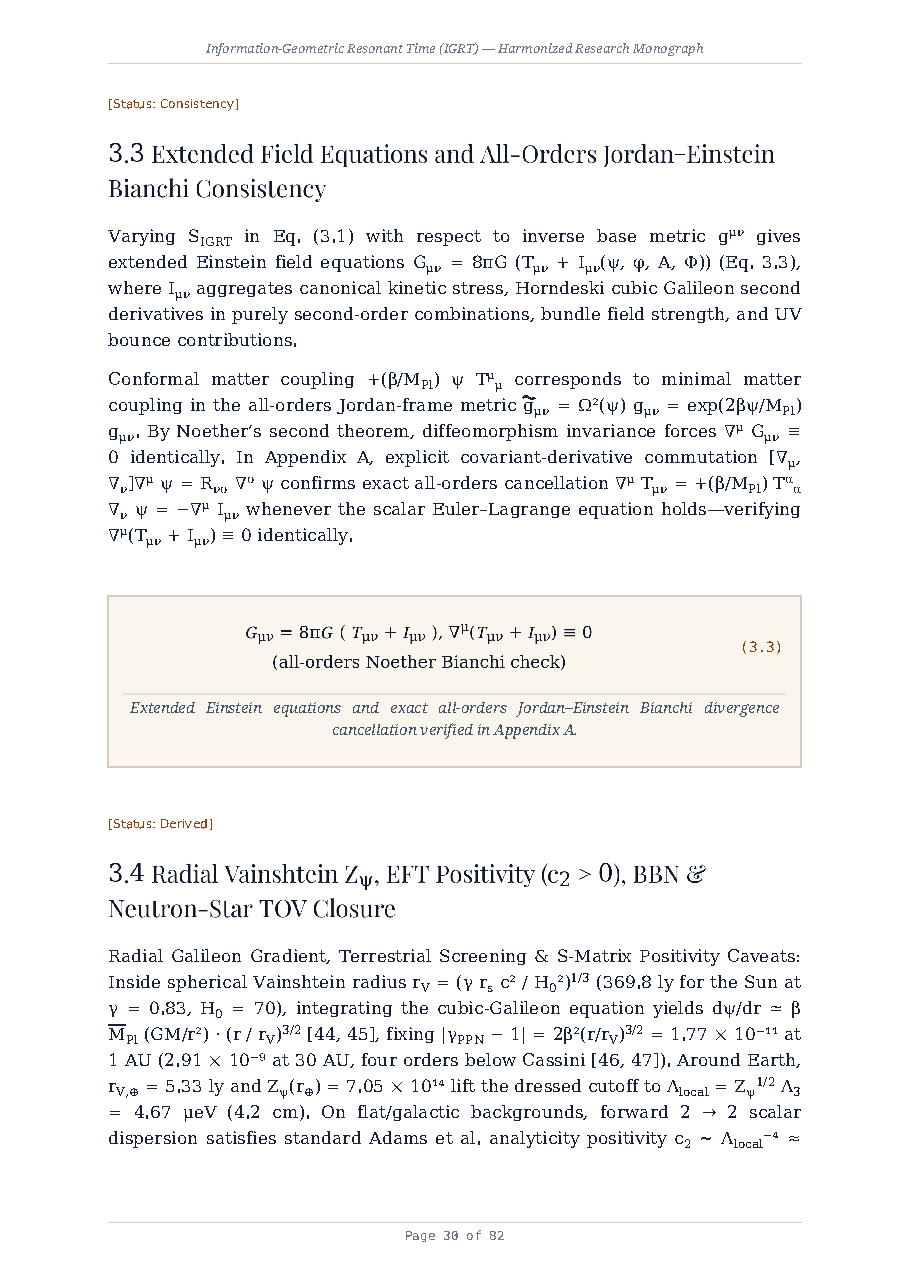 Information-Geometric Resonant Time (IGRT) — Harmonized Research Monograph
[Status: Consistency]
3.3 Extended Field Equations and All-Orders Jordan–Einstein
Bianchi Consistency
Varying S_IGRT in Eq. (3.1) with respect to inverse base metric g^μν gives
extended Einstein field equations G_μν = 8πG (T_μν + I_μν(ψ, φ, A, Φ)) (Eq. 3.3),
where I_μν aggregates canonical kinetic stress, Horndeski cubic Galileon second
derivatives in purely second-order combinations, bundle field strength, and UV
bounce contributions.
Conformal matter coupling +(β/M_Pl) ψ T^μ_μ corresponds to minimal matter
coupling in the all-orders Jordan-frame metric g̃_μν = Ω²(ψ) g_μν = exp(2βψ/M_Pl)
g_μν. By Noether’s second theorem, diffeomorphism invariance forces ∇^μ G_μν ≡
0 identically. In Appendix A, explicit covariant-derivative commutation [∇_μ,
∇_ν]∇^μ ψ = R_νσ ∇^σ ψ confirms exact all-orders cancellation ∇^μ T_μν = +(β/M_Pl) T^α_α
∇_ν ψ = −∇^μ I_μν whenever the scalar Euler–Lagrange equation holds—verifying
∇^μ(T_μν + I_μν) ≡ 0 identically.
G_μν = 8πG ( T_μν + I_μν ), ∇^μ(T_μν + I_μν) ≡ 0
(all-orders Noether Bianchi check)
(3.3)
Extended Einstein equations and exact all-orders Jordan–Einstein Bianchi divergence
cancellation verified in Appendix A.
[Status: Derived]
3.4 Radial Vainshtein Z_ψ, EFT Positivity (c₂ > 0), BBN &
Neutron-Star TOV Closure
Radial Galileon Gradient, Terrestrial Screening & S-Matrix Positivity Caveats:
Inside spherical Vainshtein radius r_V = (γ r_s c² / H₀²)^1/3 (369.8 ly for the Sun at
γ = 0.83, H₀ = 70), integrating the cubic-Galileon equation yields dψ/dr ≃ β
M̅_Pl (GM/r²) · (r / r_V)^3/2 [44, 45], fixing |γ_PPN − 1| = 2β²(r/r_V)^3/2 = 1.77 × 10⁻¹¹ at
1 AU (2.91 × 10⁻⁹ at 30 AU, four orders below Cassini [46, 47]). Around Earth,
r_V,⊕ = 5.33 ly and Z_ψ(r_⊕) = 7.05 × 10¹⁴ lift the dressed cutoff to Λ_local = Z_ψ^1/2 Λ₃
= 4.67 μeV (4.2 cm). On flat/galactic backgrounds, forward 2 → 2 scalar
dispersion satisfies standard Adams et al. analyticity positivity c₂ ~ Λ_local⁻⁴ ≈
Page 30 of 82